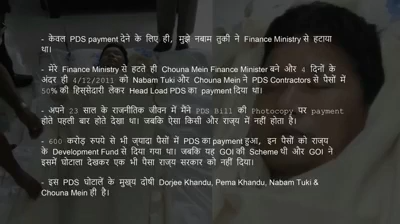 - केवल PDS payment देने के लिए ही, मुझे नबाम तुकी ने Finance Ministry से हटाया
था।
- मेरे Finance Ministry से हटते ही Chouna Mein Finance Minister बने और 4 दिनों के
अंदर ही 4/12/2011 को Nabam Tuki और Chouna Mein ने PDS Contractors से पैसों में
50% की हिस्सेदारी लेकर Head Load PDS का payment दिया था।
- अपने 23 साल के राजनीतिक जीवन में मैंने PDS Bill की Photocopy पर payment
होते पहली बार होते देखा था। जबकि ऐसा किसी और राज्य में नहीं होता है।
- 600 करोड़ रुपये से भी ज्यादा पैसों में PDS का payment हुआ, इन पैसों को राज्य
के Development Fund से दिया गया था। जबकि यह GOI की Scheme थी और GOI ने
इसमें घोटाला देखकर एक भी पैसा राज्य सरकार को नहीं दिया।
- इस PDS घोटालें के मुख्य दोषी Dorjee Khandu, Pema Khandu, Nabam Tuki &
Chouna Mein ही है।